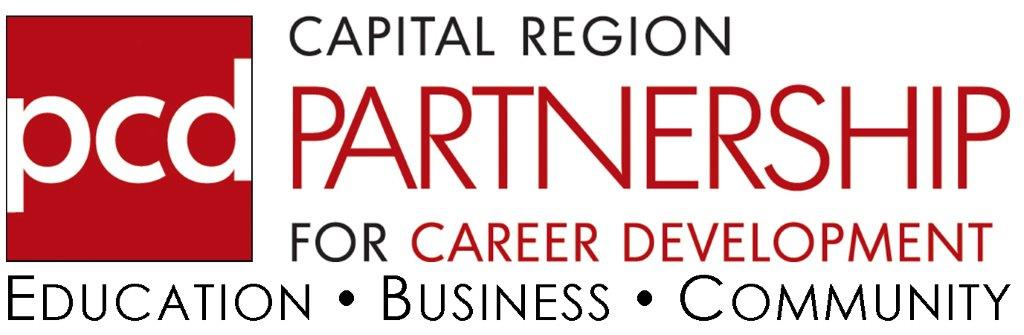 pcd
CAPITAL REGION
PARTNERSHIP
FOR CAREER DEVELOPMENT
EDUCATION • BUSINESS • COMMUNITY